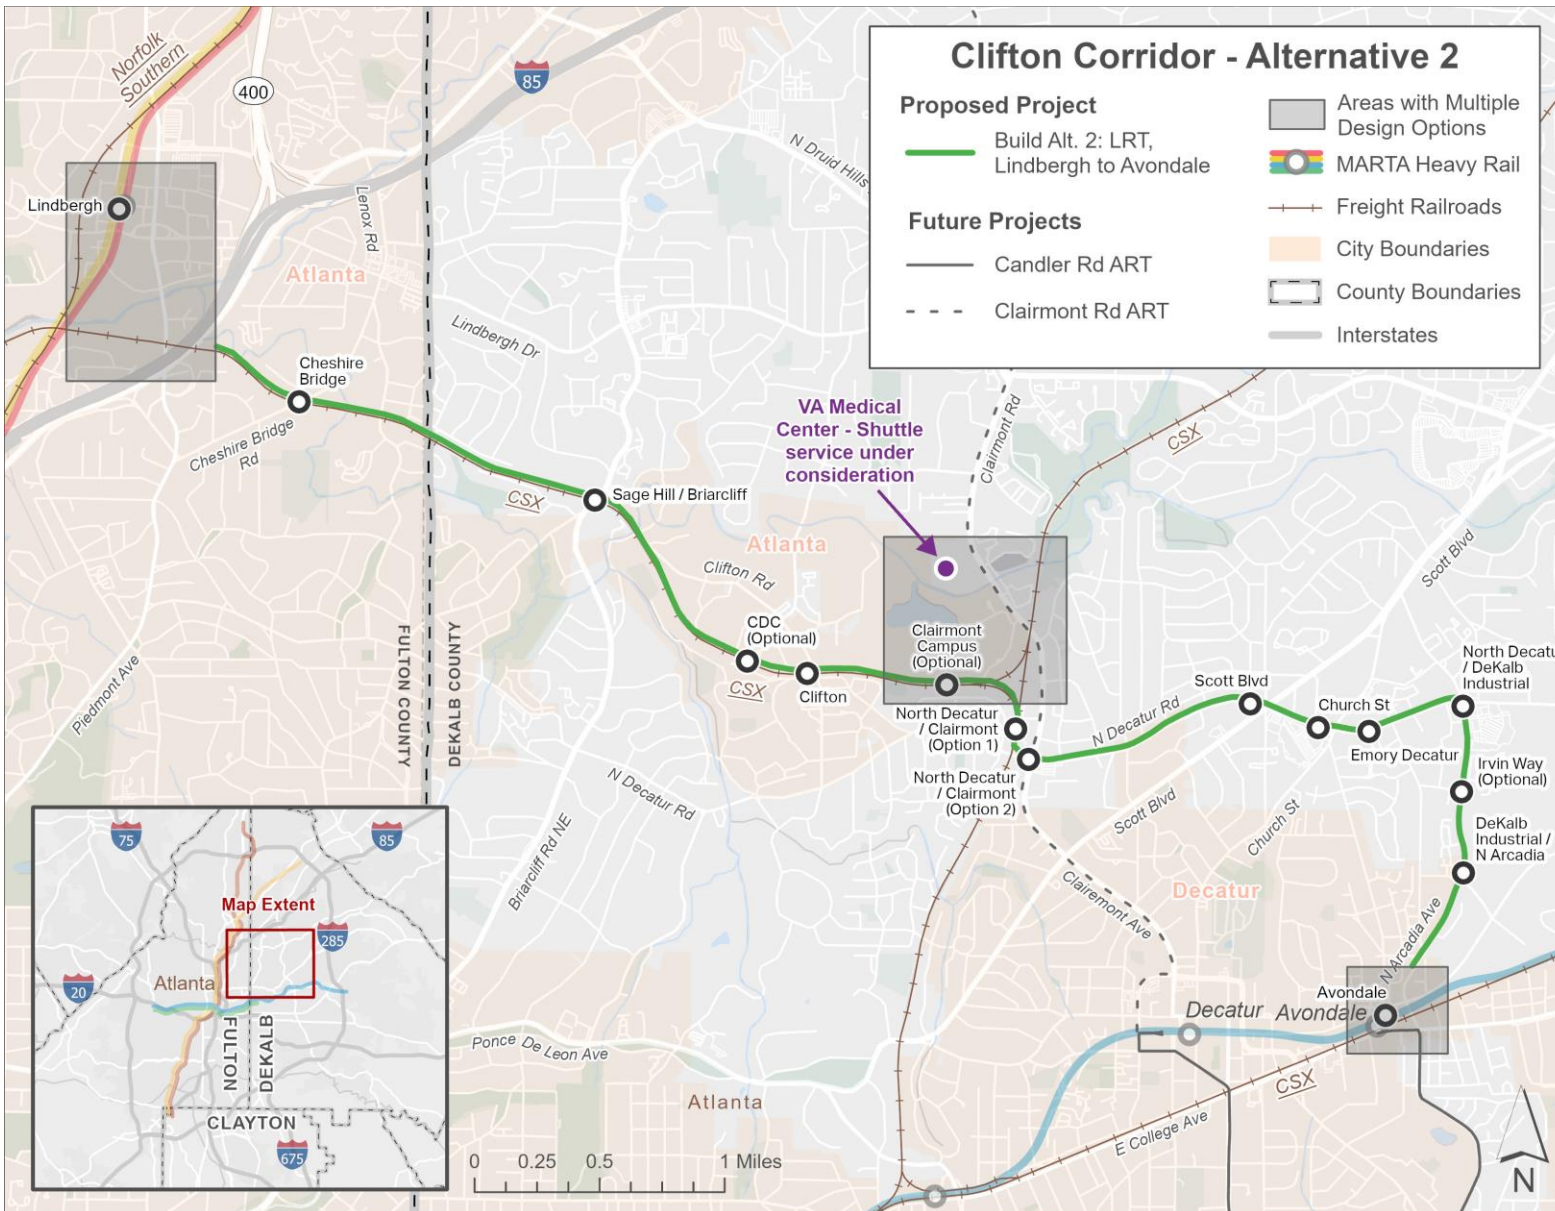 Clifton Corridor - Alternative 2
Proposed Project
Build Alt. 2: LRT,
Lindbergh to Avondale
Future Projects
Candler Rd ART
Clairmont Rd ART
Areas with Multiple
Design Options
MARTA Heavy Rail
Freight Railroads
City Boundaries
County Boundaries
Interstates
Norfolk
Southern
400
85
N Druid Hills
Lindbergh
Lenox Rd
Atlanta
Lindbergh Dr
Cheshire
Bridge
Cheshire Bridge
Rd
VA Medical
Center - Shuttle
service under
consideration
Clairmont Rd
CSX
CSX
Sage Hill / Briarcliff
Atlanta
Clifton Rd
Scott Blvd
CDC
(Optional)
Clairmont
Campus
(Optional)
CSX
Clifton
FULTON COUNTY
DEKALB COUNTY
Piedmont Ave
North Decatur
/ Clairmont
(Option 1)
North Decatur
/ Clairmont
(Option 2)
N Decatur Rd
Scott Blvd
Church St
Emory Decatur
North Decatu
/ DeKalb
Industrial
Irvin Way
(Optional)
DeKalb
Industrial /
N Arcadia
N Decatur Rd
Briarcliff Rd NE
Scott Blvd
Church St
Clairemont Ave
Decatur
N Arcadia Ave
Avondale
Decatur
Avondale
CSX
E College Ave
Ponce De Leon Ave
Atlanta
75
85
Map Extent
285
Atlanta
20
FULTON
DEKALB
CLAYTON
675
0 0.25 0.5 1 Miles
N